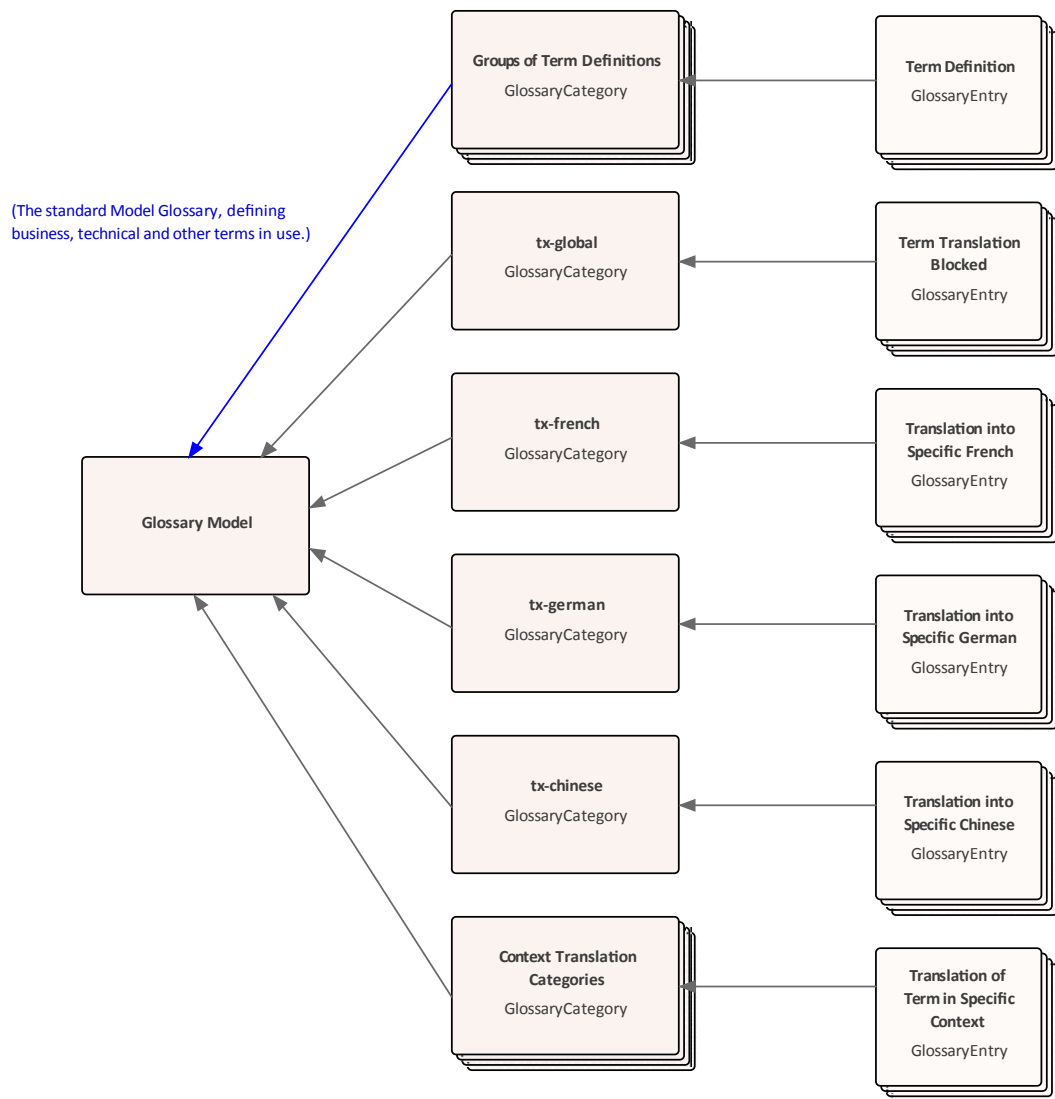 Groups of Term Definitions
GlossaryCategory
Term Definition
GlossaryEntry
(The standard Model Glossary, defining
business, technical and other terms in use.)
tx-global
GlossaryCategory
Term Translation
Blocked
GlossaryEntry
tx-french
GlossaryCategory
Translation into
Specific French
GlossaryEntry
Glossary Model
tx-german
GlossaryCategory
Translation into
Specific German
GlossaryEntry
tx-chinese
GlossaryCategory
Translation into
Specific Chinese
GlossaryEntry
Context Translation
Categories
GlossaryCategory
Translation of
Term in Specific
Context
GlossaryEntry